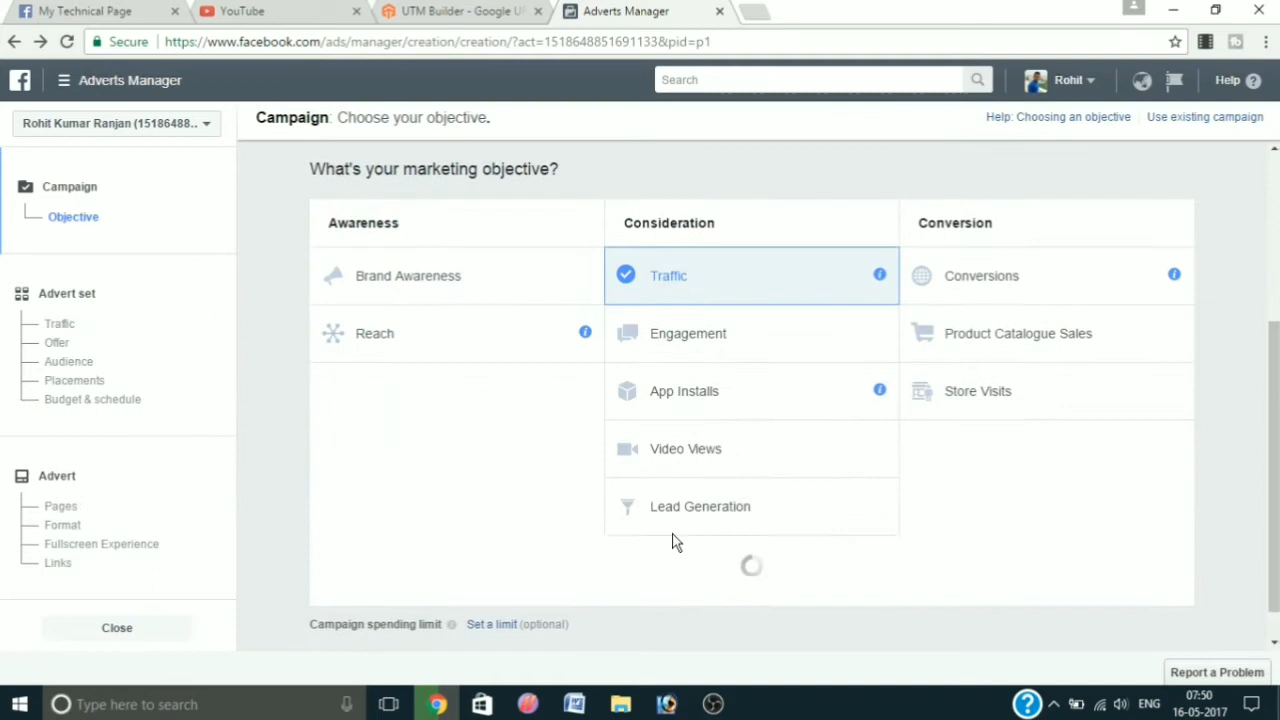 My Technical Page
YouTube
UTM Builder - Google U
Adverts Manager
Secure
https://www.facebook.com/ads/manager/creation/creation/?act=1518648851691133&pid=p1
Adverts Manager
Search
Rohit
Help
Rohit Kumar Ranjan (15186488..
Campaign: Choose your objective.
Help: Choosing an objective
Use existing campaign
Campaign
Objective
Advert set
Traffic
Offer
Audience
Placements
Budget & schedule
Advert
Pages
Format
Fullscreen Experience
Links
Close
What's your marketing objective?
Awareness
Consideration
Conversion
Brand Awareness
Traffic
Conversions
Reach
Engagement
Product Catalogue Sales
App Installs
Store Visits
Video Views
Lead Generation
Campaign spending limit
Set a limit (optional)
Report a Problem
Type here to search
ENG
07:50
16-05-2017